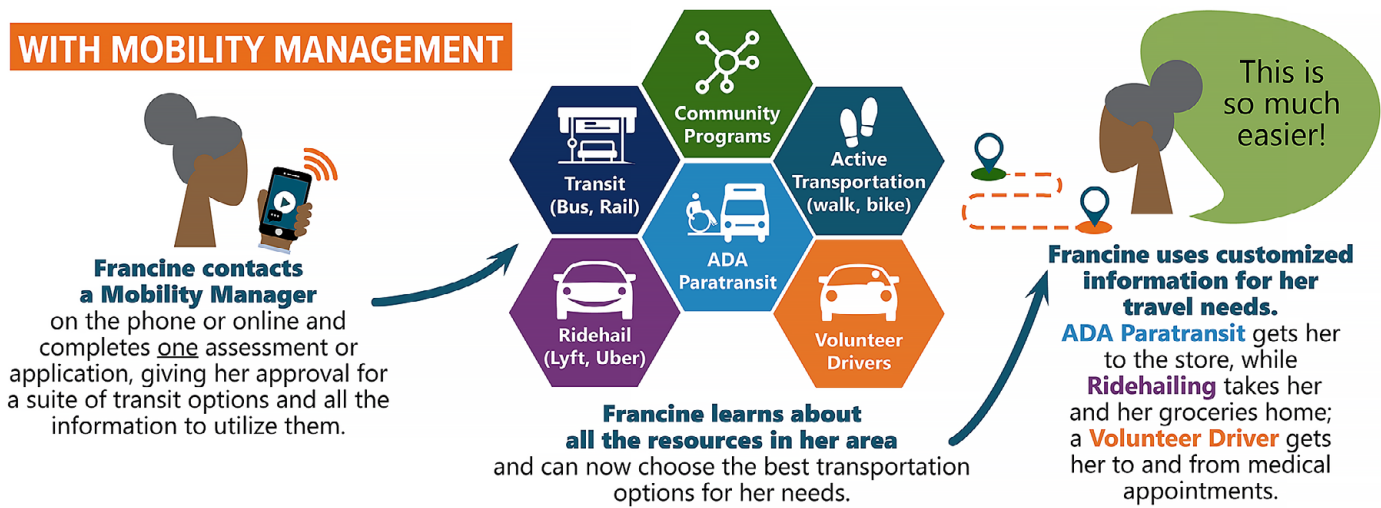 WITH MOBILITY MANAGEMENT
Francine contacts
a Mobility Manager
on the phone or online and
completes one assessment or
application, giving her approval for
a suite of transit options and all the
information to utilize them.
Community
Programs
Transit
(Bus, Rail)
Active
Transportation
(walk, bike)
ADA
Paratransit
Ridehail
(Lyft, Uber)
Volunteer
Drivers
Francine learns about
all the resources in her area
and can now choose the best transportation
options for her needs.
This is
so much
easier!
Francine uses customized
information for her
travel needs.
ADA Paratransit gets her
to the store, while
Ridehailing takes her
and her groceries home;
a Volunteer Driver gets
her to and from medical
appointments.